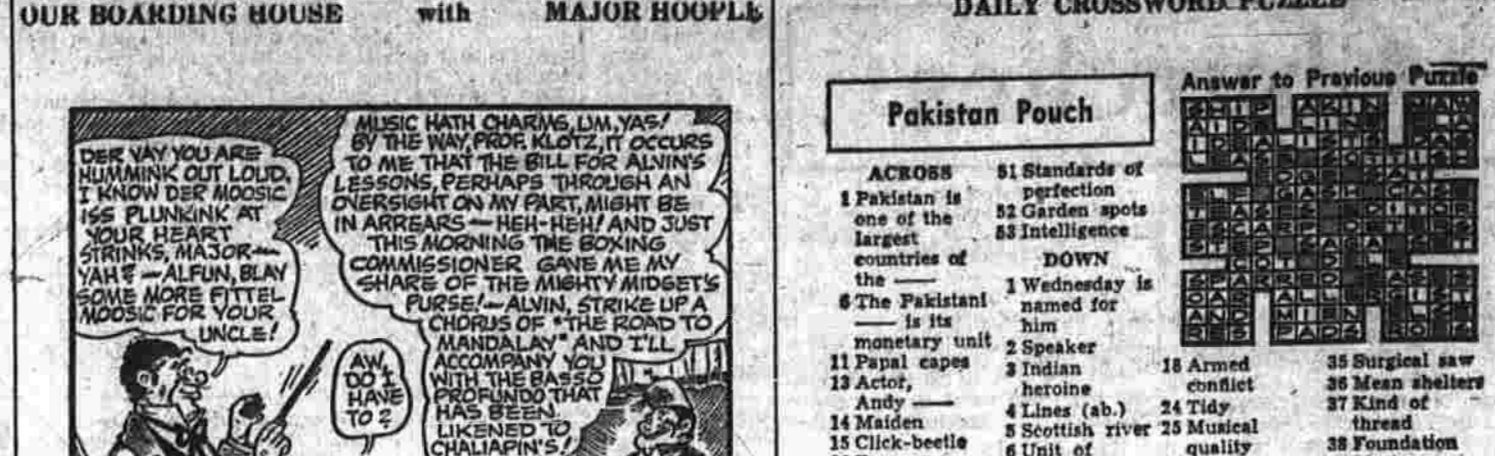 OUR BOARDING HOUSE with MAJOR HOOPLE
DER VAY YOU ARE
HUMMINK OUT LOUD,
I KNOW DER MOOSIC
ISS PLUNKINK AT
YOUR HEART
STRINKS, MAJOR—
YAH? — ALFUN, BLAY
SOME MORE FITTEL
MOOSIC FOR YOUR
UNCLE!
MUSIC HATH CHARMS, UM, YAS!
BY THE WAY, PROF. KLOTZ, IT OCCURS
TO ME THAT THE BILL FOR ALVIN'S
LESSONS, PERHAPS THROUGH AN
OVERSIGHT ON MY PART, MIGHT BE
IN ARREARS — HEH-HEH! AND JUST
THIS MORNING THE BOXING
COMMISSIONER GAVE ME MY
SHARE OF THE MIGHTY MIDGET'S
PURSE! — ALVIN, STRIKE UP A
CHORUS OF "THE ROAD TO
MANDALAY" AND I'LL
ACCOMPANY YOU
WITH THE BASSO
PROFUNDO THAT
HAS BEEN
LIKENED TO
CHALIAPIN'S!
AW,
DO I
HAVE
TO?
DAILY CROSSWORD PUZZLE
Pakistan Pouch
ACROSS
1 Pakistan is
one of the
largest
countries of
the —
6 The Pakistani
— is its
monetary unit
11 Papal capes
13 Actor,
Andy —
14 Maiden
15 Click-beetle
51 Standards of
perfection
52 Garden spots
53 Intelligence
DOWN
1 Wednesday is
named for
him
2 Speaker
3 Indian
heroine
4 Lines (ab.)
5 Scottish river
6 Unit of
Answer to Previous Puzzle
18 Armed
conflict
24 Tidy
25 Musical
quality
35 Surgical saw
36 Mean shelters
37 Kind of
thread
38 Foundation